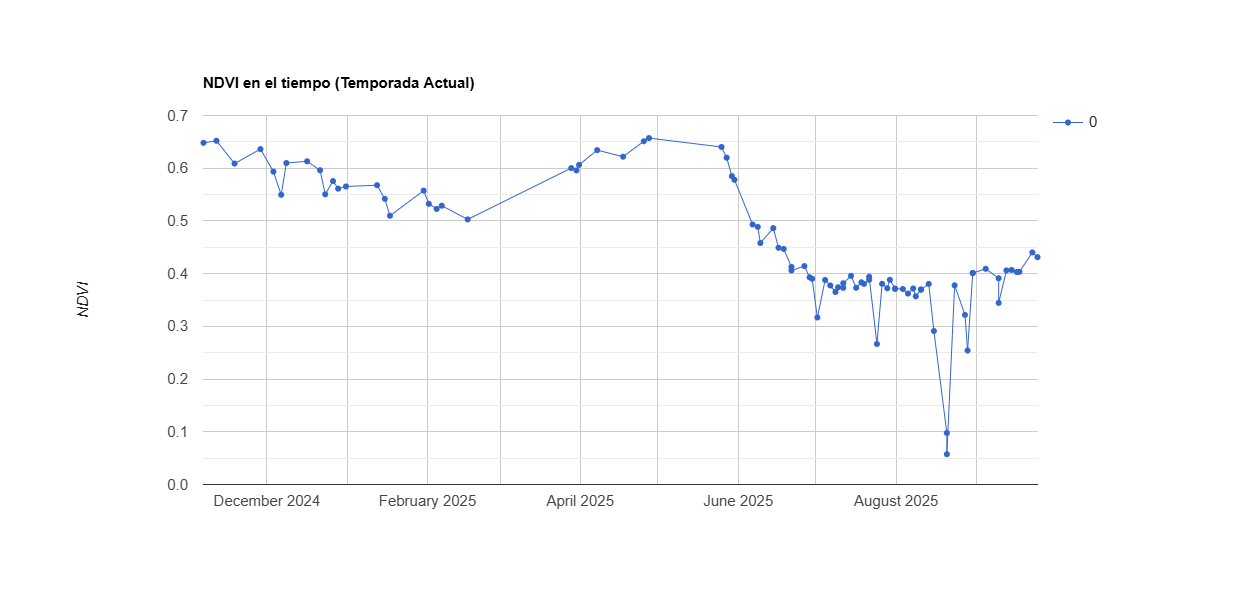 NDVI en el tiempo (Temporada Actual)
0.7
0.6
0.5
0.4
0.3
0.2
0.1
0.0
NDVI
December 2024
February 2025
April 2025
June 2025
August 2025
0